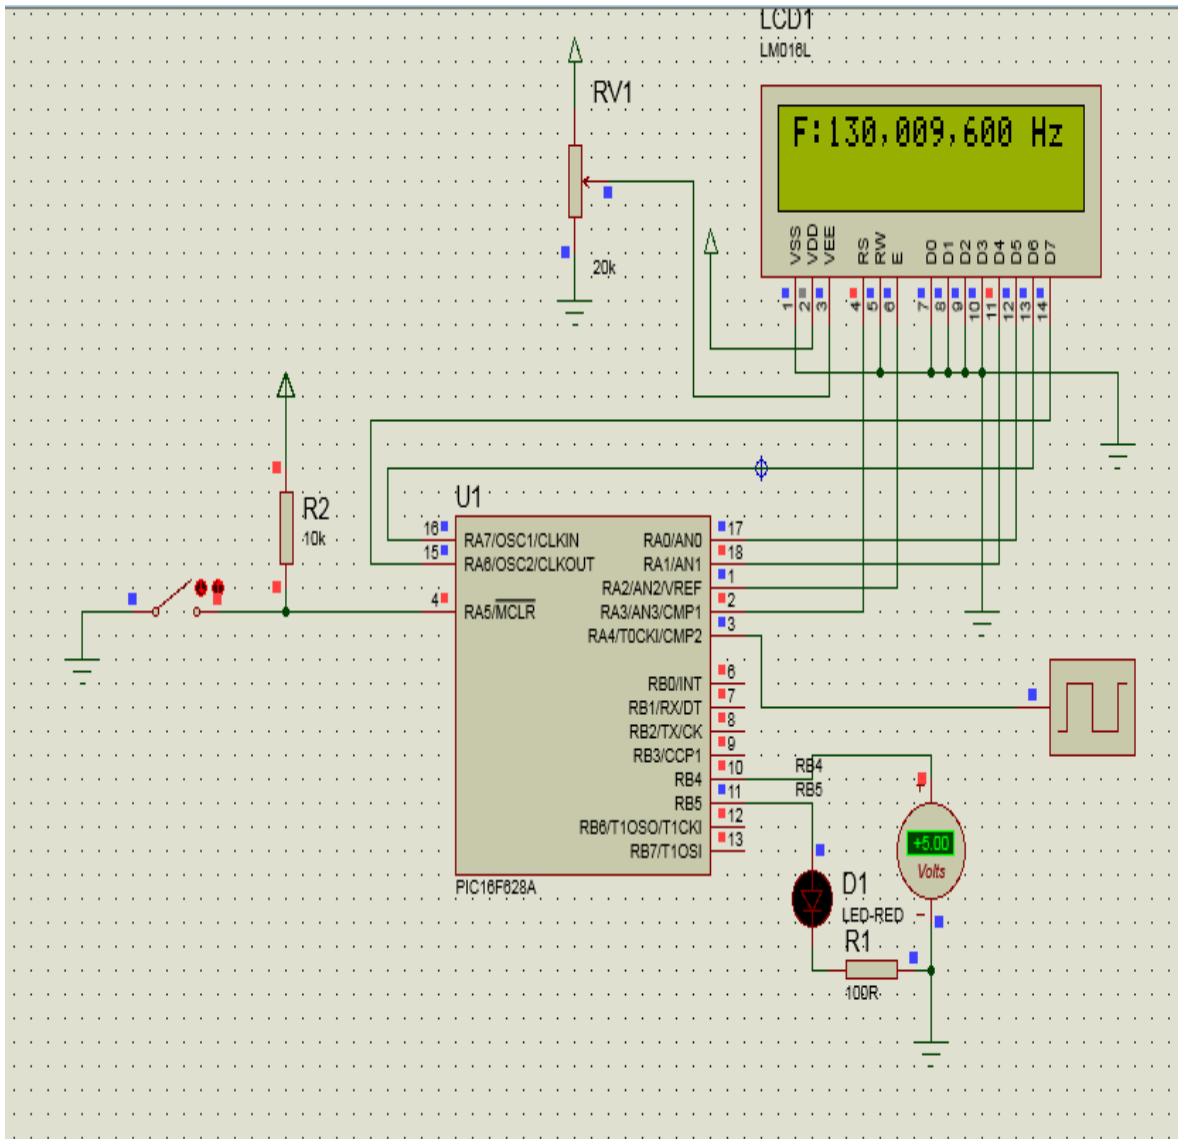 LCD1
LM016L
RV1
20k
F:130,009,600 Hz
VSS
VDD
VEE
RS
RW
E
D0
D1
D2
D3
D4
D5
D6
D7
1
2
3
4
5
6
7
8
9
10
11
12
13
14
R2
10k
U1
16
RA7/OSC1/CLKIN
15
RA6/OSC2/CLKOUT
4
RA5/MCLR
RA0/AN0
17
RA1/AN1
18
RA2/AN2/VREF
1
RA3/AN3/CMP1
2
RA4/T0CKI/CMP2
3
RB0/INT
6
RB1/RX/DT
7
RB2/TX/CK
8
RB3/CCP1
9
RB4
10
RB5
11
RB6/T1OSO/T1CKI
12
RB7/T1OSI
13
PIC16F628A
RB4
RB5
+5.00
Volts
D1
LED-RED
R1
100R